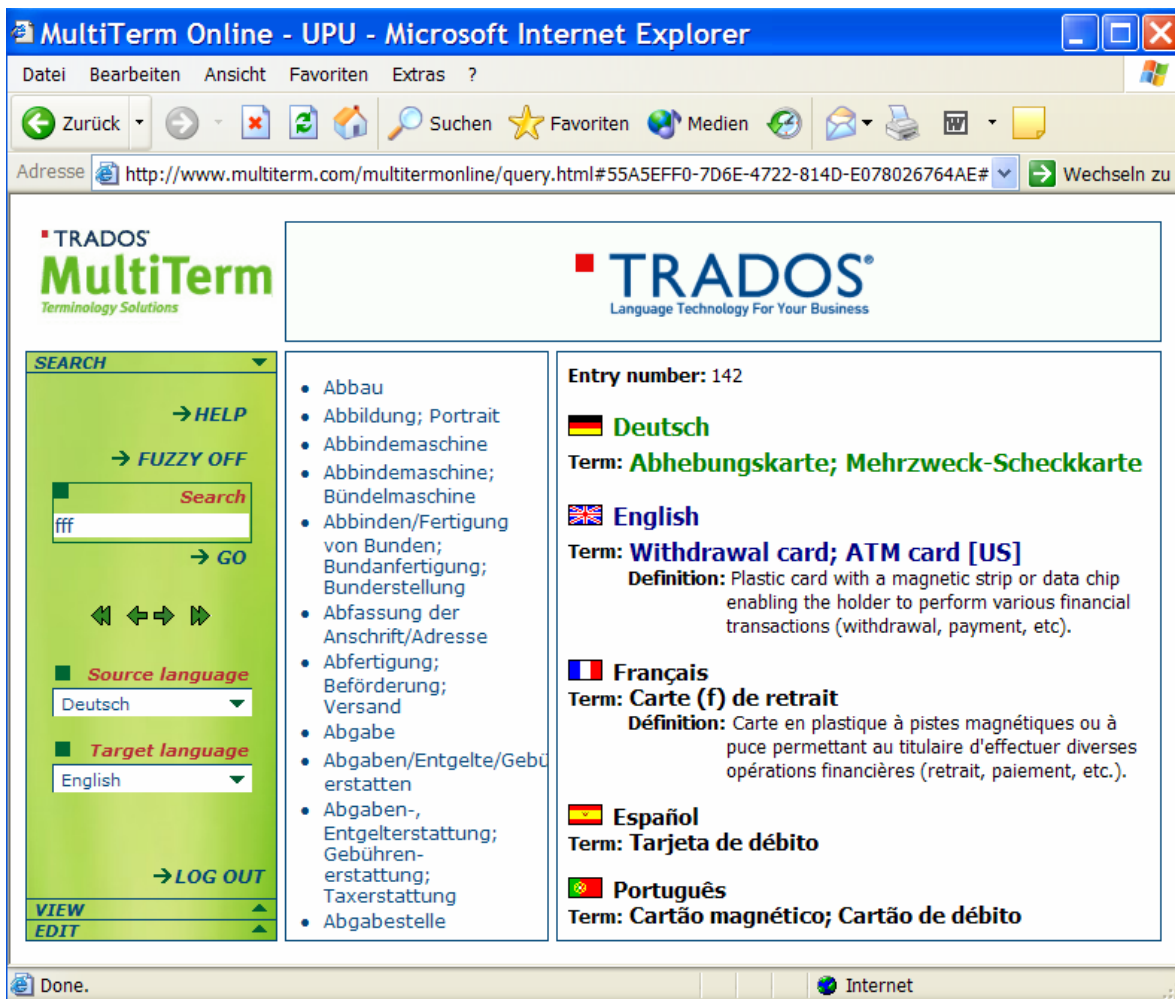 MultiTerm Online - UPU - Microsoft Internet Explorer
Datei Bearbeiten Ansicht Favoriten Extras ?
Zurück Suchen Favoriten Medien
Adresse http://www.multiterm.com/multitermonline/query.html#55A5EFF0-7D6E-4722-814D-E078026764AE# Wechseln zu
TRADOS
MultiTerm
Terminology Solutions
TRADOS®
Language Technology For Your Business
SEARCH
HELP
FUZZY OFF
Search
fff
GO
Source language
Deutsch
Target language
English
LOG OUT
VIEW
EDIT
• Abbau
• Abbildung; Portrait
• Abbindemaschine
• Abbindemaschine;
Bündelmaschine
• Abbinden/Fertigung
von Bunden;
Bundanfertigung;
Bunderstellung
• Abfassung der
Anschrift/Adresse
• Abfertigung;
Beförderung;
Versand
• Abgabe
• Abgaben/Entgelte/Gebü
erstatten
• Abgaben-,
Entgelterstattung;
Gebühren-
erstattung;
Taxerstattung
• Abgabestelle
Entry number: 142
Deutsch
Term: Abhebungskarte; Mehrzweck-Scheckkarte
English
Term: Withdrawal card; ATM card [US]
Definition: Plastic card with a magnetic strip or data chip
enabling the holder to perform various financial
transactions (withdrawal, payment, etc).
Français
Term: Carte (f) de retrait
Définition: Carte en plastique à pistes magnétiques ou à
puce permettant au titulaire d'effectuer diverses
opérations financières (retrait, paiement, etc.).
Español
Term: Tarjeta de débito
Português
Term: Cartão magnético; Cartão de débito
Done. Internet